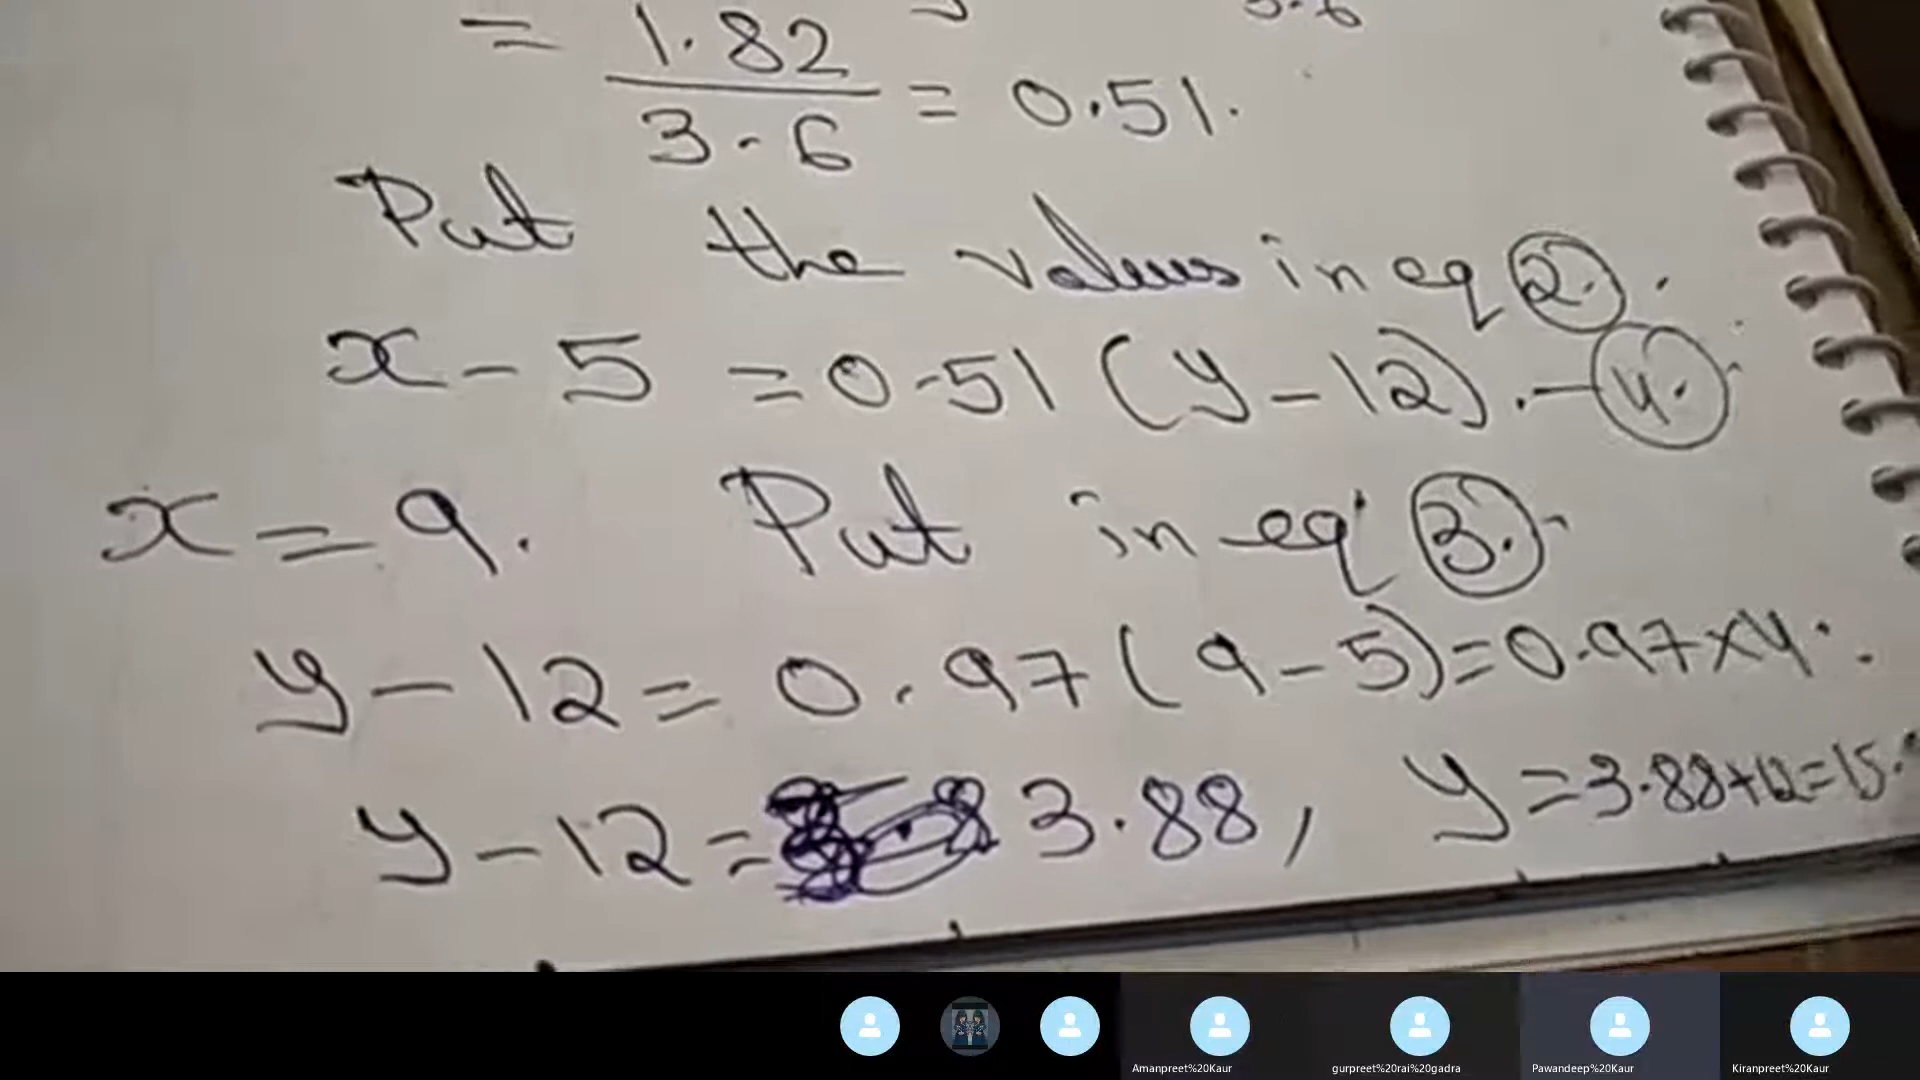 = 1.82 / 3.6 = 0.51.
Put the values in eq 2.
x - 5 = 0.51 (y - 12). - 4.
x = 9. Put in eq 3.
y - 12 = 0.97 (9 - 5) = 0.97 x 4.
y - 12 = 3.88, y = 3.88 + 12 = 15.
Amanpreet%20Kaur
gurpreet%20rai%20gadra
Pawandeep%20Kaur
Kiranpreet%20Kaur